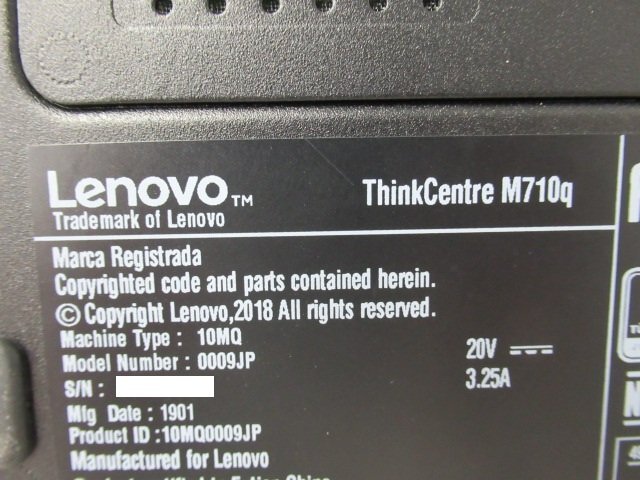 Lenovo™
ThinkCentre M710q
Trademark of Lenovo
Marca Registrada
Copyrighted code and parts contained herein.
© Copyright Lenovo,2018 All rights reserved.
Machine Type : 10MQ
Model Number : 0009JP
20V
S/N :
3.25A
Mfg Date : 1901
Product ID :10MQ0009JP
Manufactured for Lenovo